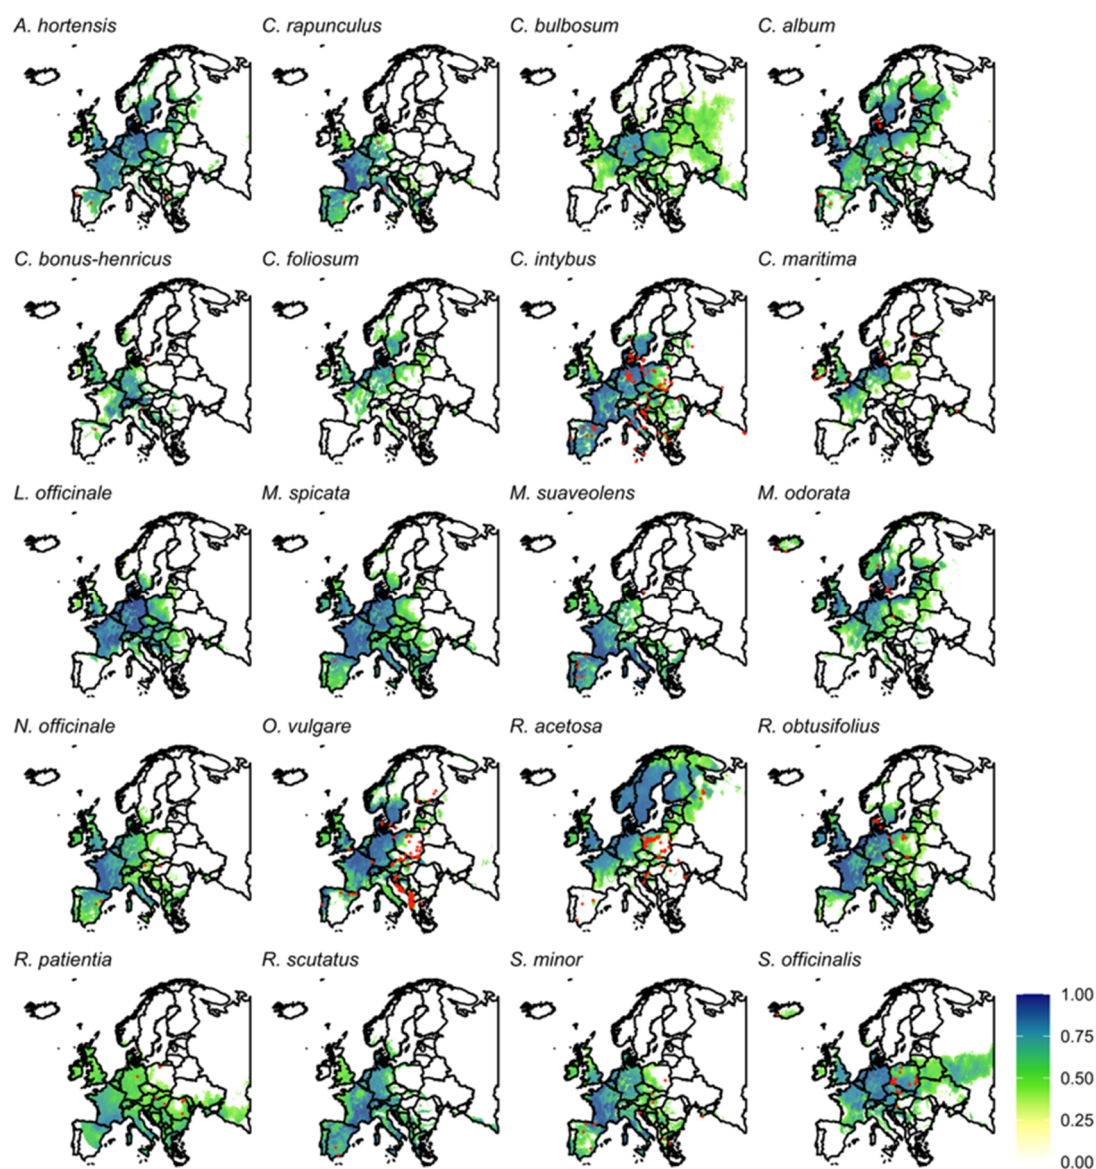 A. hortensis C. rapunculus C. bulbosum C. album
C. bonus-henricus C. foliosum C. intybus C. maritima
L. officinale M. spicata M. suaveolens M. odorata
N. officinale O. vulgare R. acetosa R. obtusifolius
R. patientia R. scutatus S. minor S. officinalis
1.00
0.75
0.50
0.25
0.00